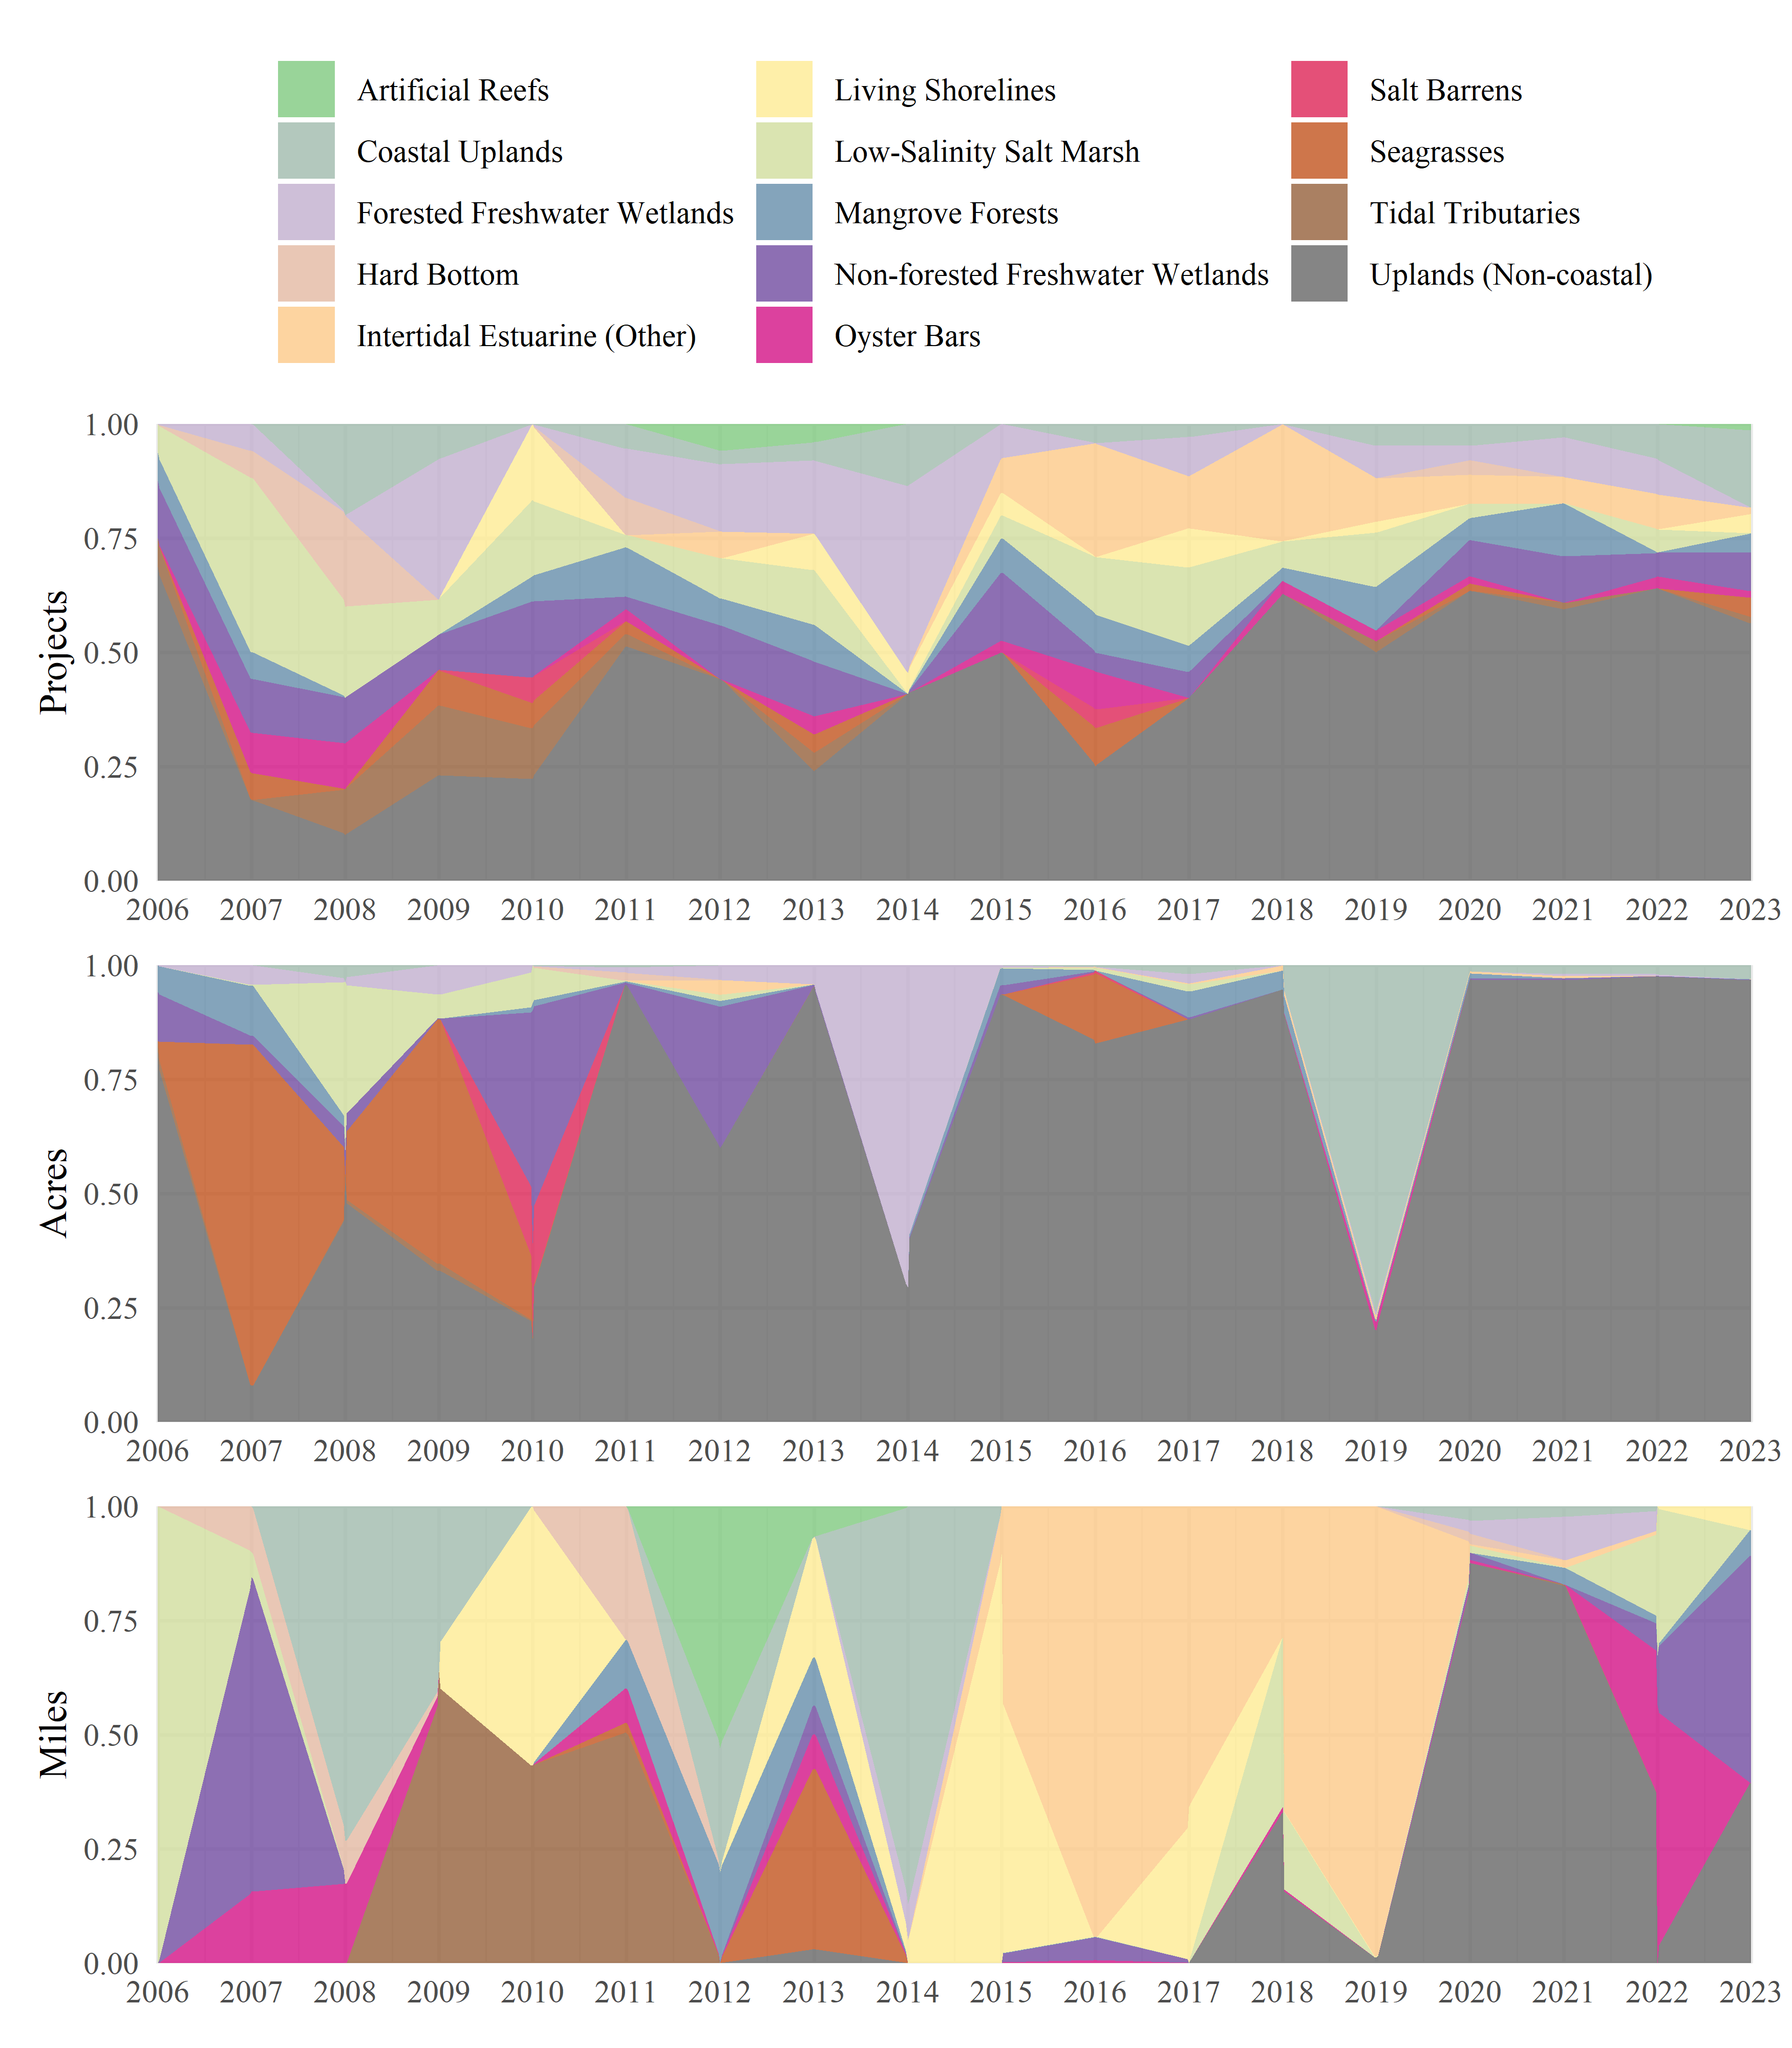 Artificial Reefs
Coastal Uplands
Forested Freshwater Wetlands
Hard Bottom
Intertidal Estuarine (Other)
Living Shorelines
Low-Salinity Salt Marsh
Mangrove Forests
Non-forested Freshwater Wetlands
Oyster Bars
Salt Barrens
Seagrasses
Tidal Tributaries
Uplands (Non-coastal)
Projects
1.00
0.75
0.50
0.25
0.00
2006 2007 2008 2009 2010 2011 2012 2013 2014 2015 2016 2017 2018 2019 2020 2021 2022 2023
Acres
1.00
0.75
0.50
0.25
0.00
2006 2007 2008 2009 2010 2011 2012 2013 2014 2015 2016 2017 2018 2019 2020 2021 2022 2023
Miles
1.00
0.75
0.50
0.25
0.00
2006 2007 2008 2009 2010 2011 2012 2013 2014 2015 2016 2017 2018 2019 2020 2021 2022 2023